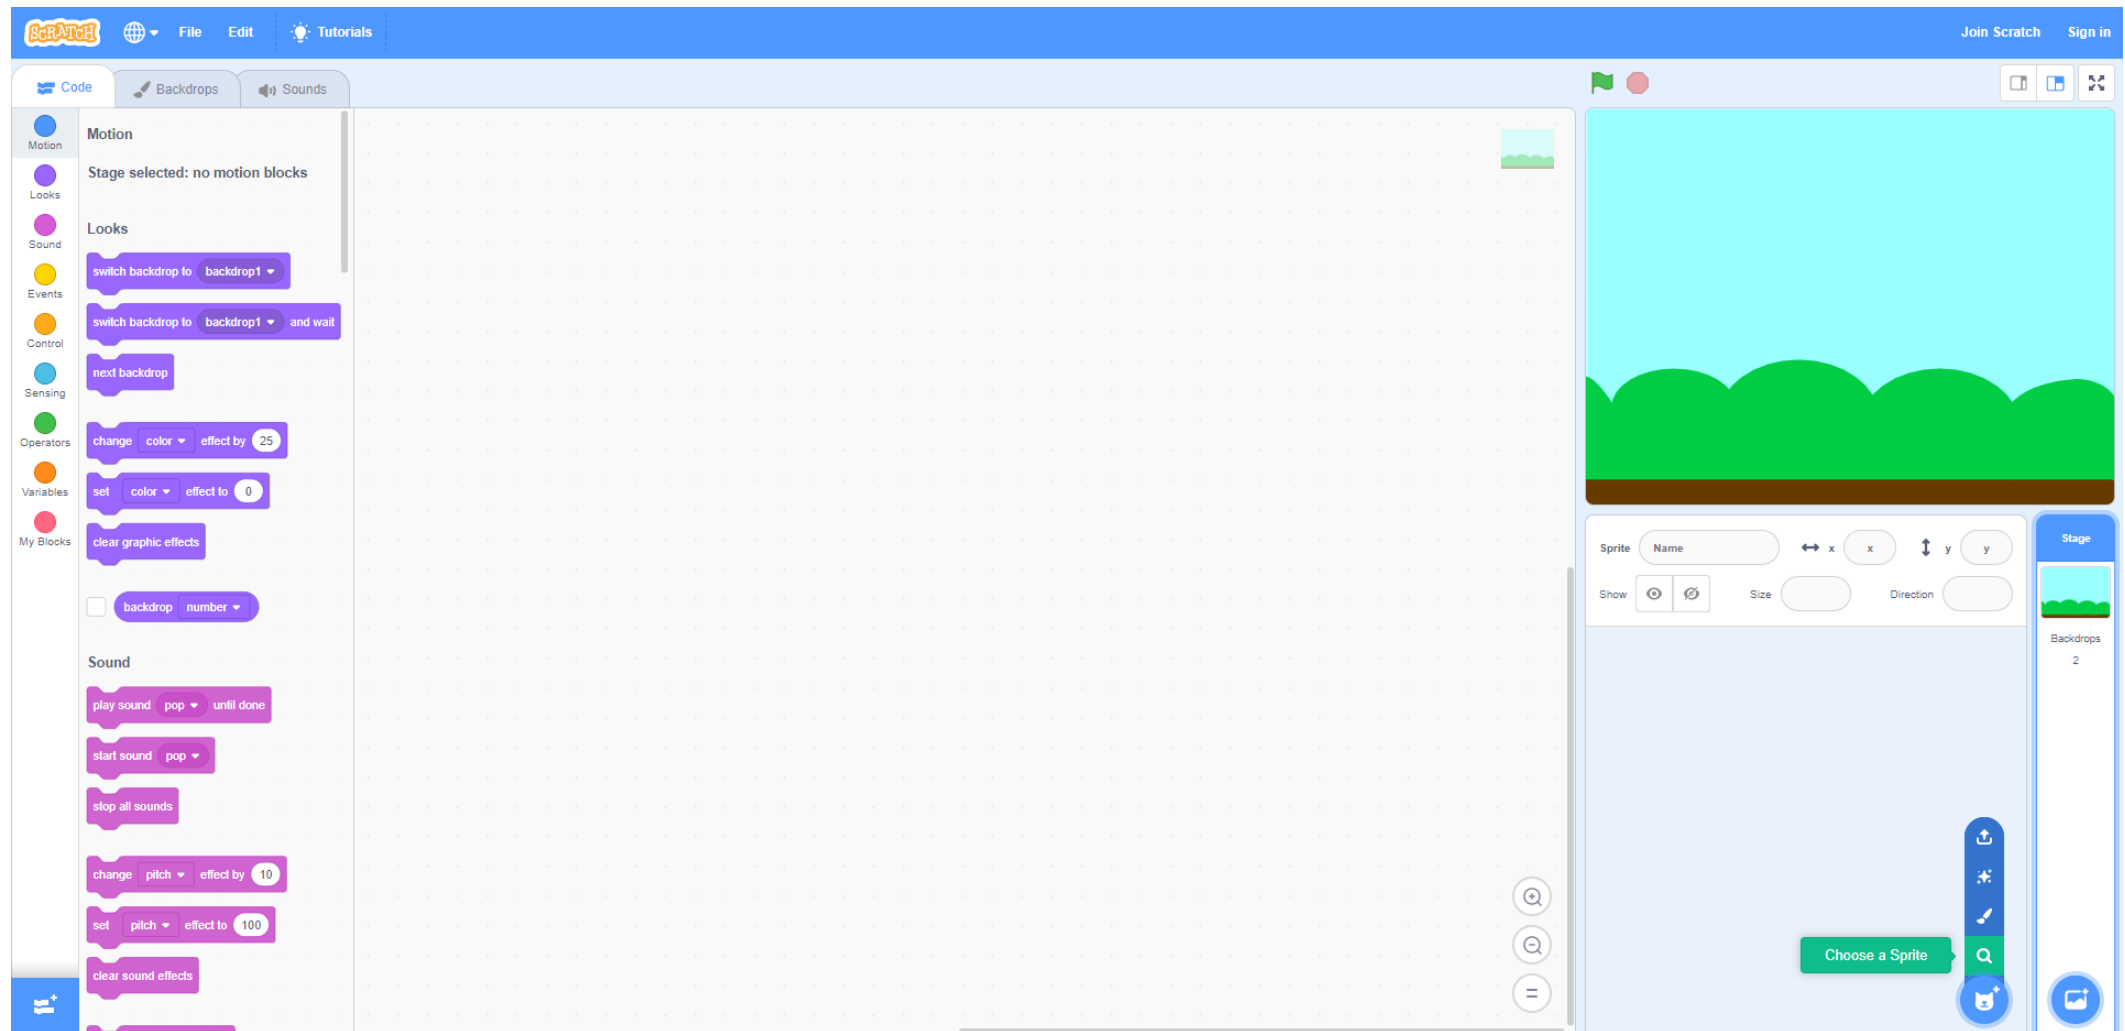 SCRATCH File Edit Tutorials Join Scratch Sign in
Code Backdrops Sounds
Motion
Looks
Sound
Events
Control
Sensing
Operators
Variables
My Blocks
Motion
Stage selected: no motion blocks
Looks
switch backdrop to backdrop1
switch backdrop to backdrop1 and wait
next backdrop
change color effect by 25
set color effect to 0
clear graphic effects
backdrop number
Sound
play sound pop until done
start sound pop
stop all sounds
change pitch effect by 10
set pitch effect to 100
clear sound effects
Sprite Name x x y y
Show Size Direction
Stage
Backdrops
2
Choose a Sprite